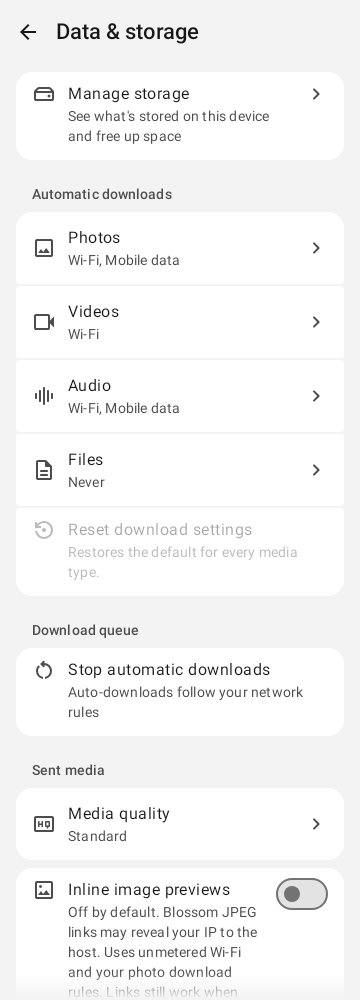 Data & storage
Manage storage
See what's stored on this device
and free up space
Automatic downloads
Photos
Wi-Fi, Mobile data
Videos
Wi-Fi
Audio
Wi-Fi, Mobile data
Files
Never
Reset download settings
Restores the default for every media
type.
Download queue
Stop automatic downloads
Auto-downloads follow your network
rules
Sent media
HQ
Media quality
Standard
Inline image previews
Off by default. Blossom JPEG
links may reveal your IP to the
host. Uses unmetered Wi-Fi
and your photo download
rules. Links still work when